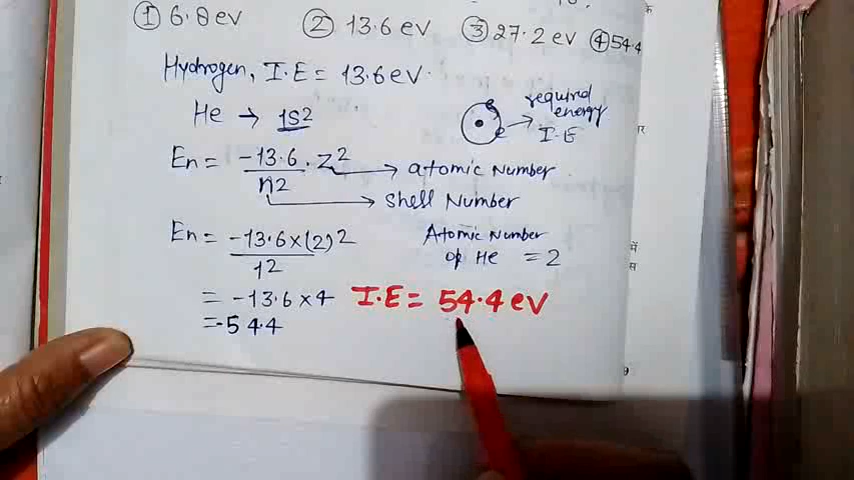 ① 6.8 eV ② 13.6 eV ③ 27.2 eV ④ 54.4
Hydrogen, I.E = 13.6 eV.
He → 1S2
required energy I.E
e
e
En = -13.6/n2 . Z2 → atomic Number
→ Shell Number
En = -13.6x(2)2/12
Atomic Number
of He = 2
= -13.6 x 4 I.E = 54.4 eV
= -54.4